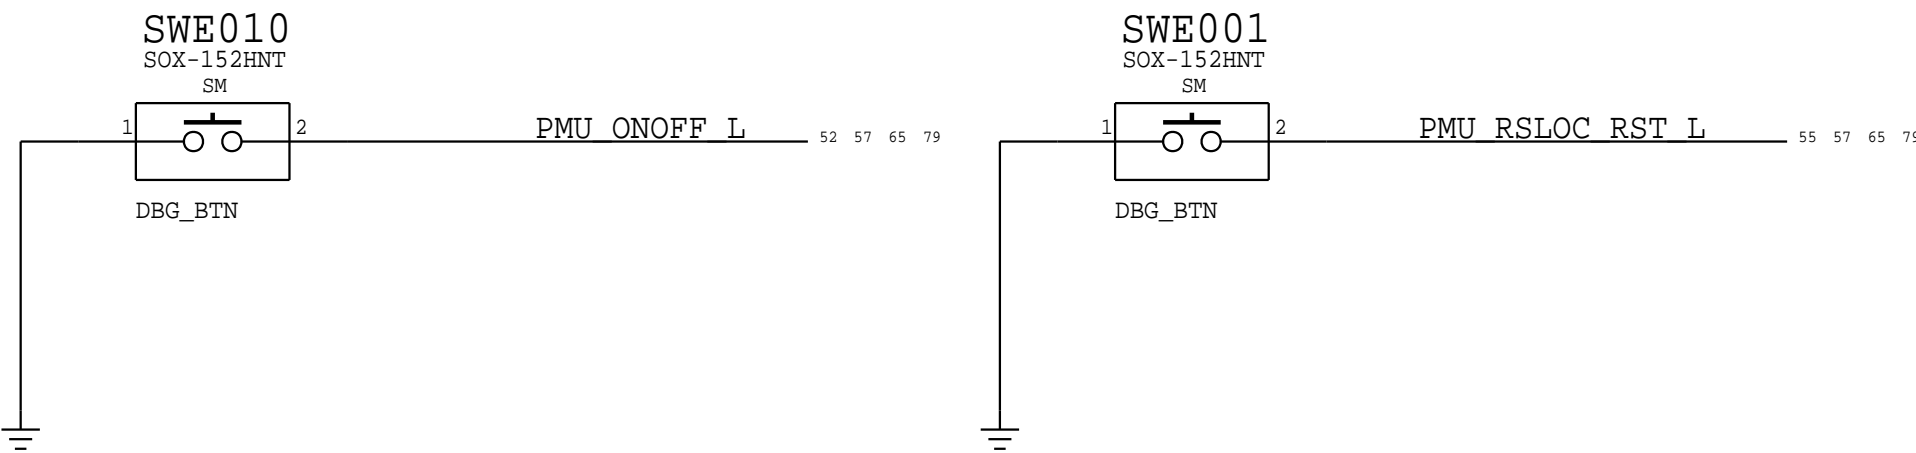 SWE010
SOX-152HNT
SM
1 2
PMU_ONOFF_L 52 57 65 79
DBG_BTN
SWE001
SOX-152HNT
SM
1 2
PMU_RSLOC_RST_L 55 57 65 79
DBG_BTN